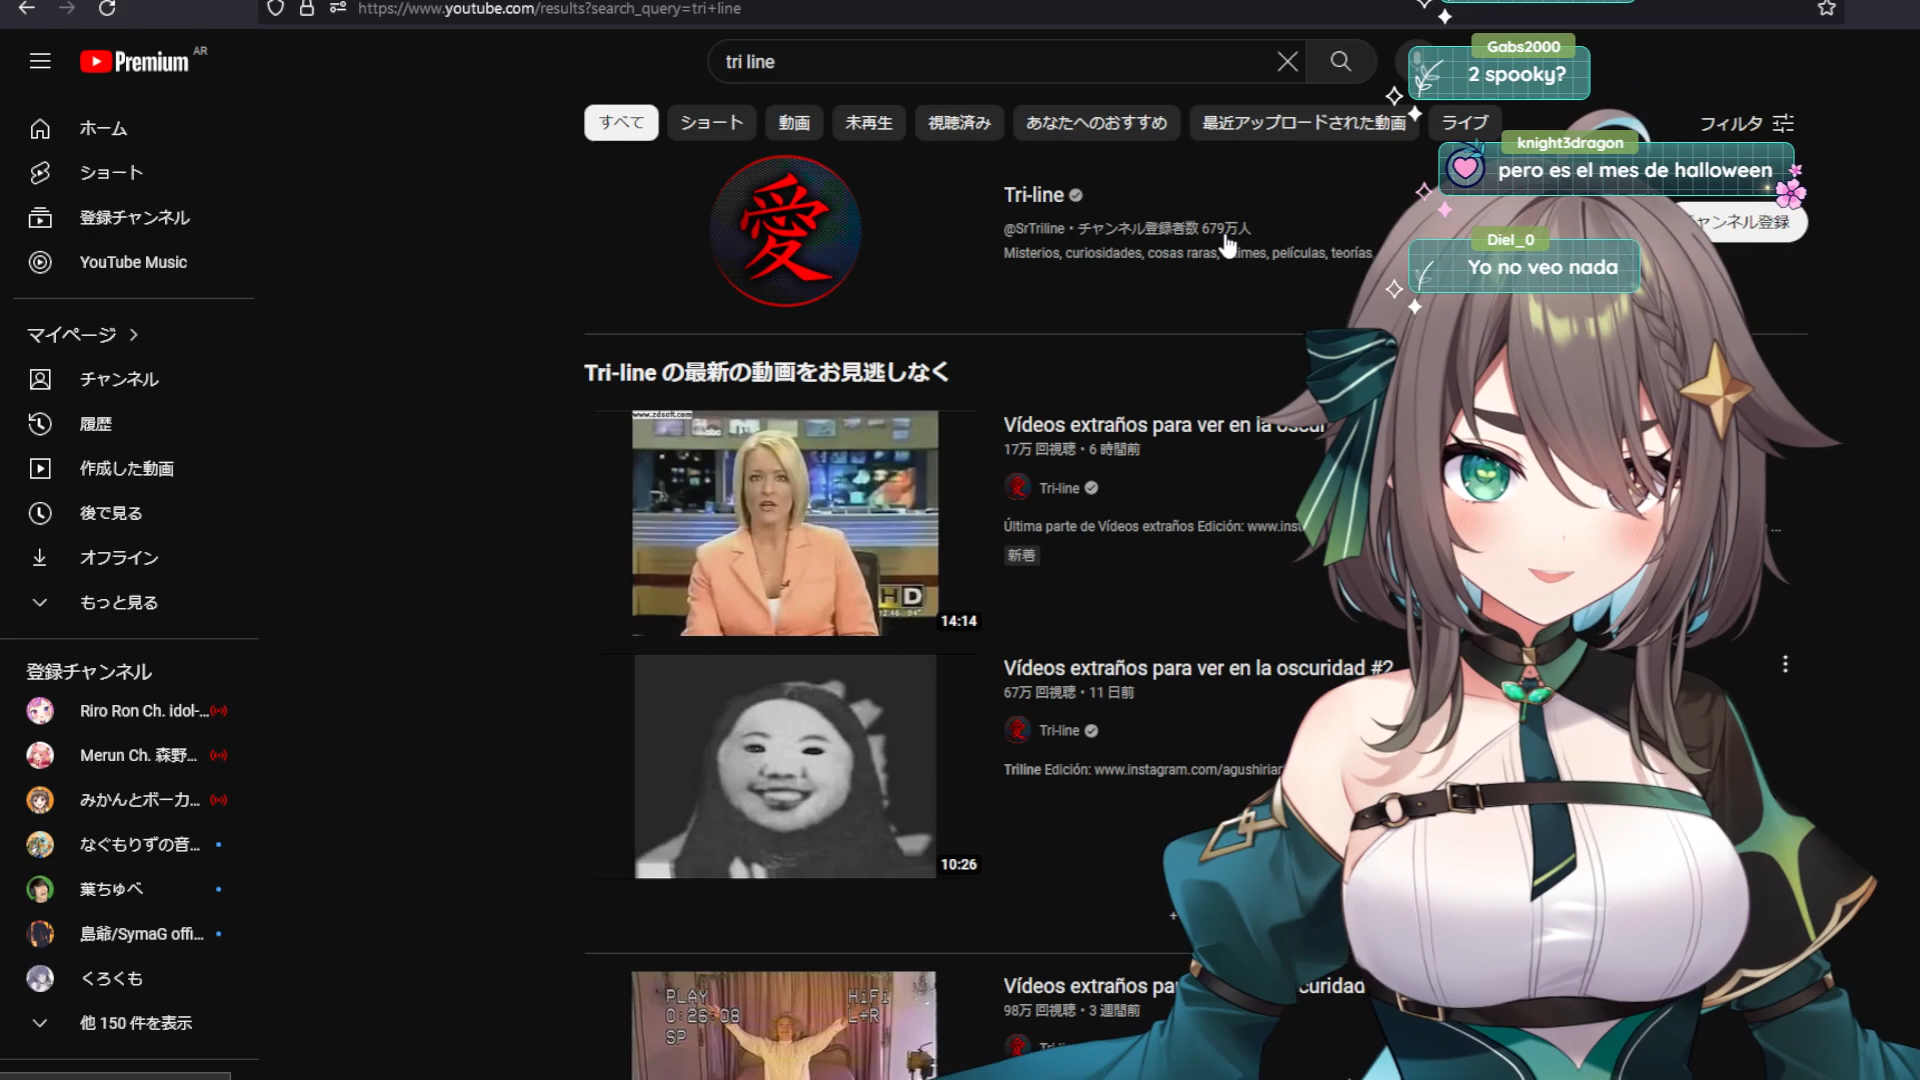 https://www.youtube.com/results?search_query=tri+line
Premium AR
tri line
Gabs2000
2 spooky?
すべて
ショート
動画
未再生
視聴済み
あなたへのおすすめ
最近アップロードされた動画
ライブ
フィルタ
knight3dragon
pero es el mes de halloween
ホーム
ショート
登録チャンネル
YouTube Music
マイページ
チャンネル
履歴
作成した動画
後で見る
オフライン
もっと見る
登録チャンネル
Riro Ron Ch. idol-...
Merun Ch. 森野...
みかんとボーカ...
なぐもりずの音...
葉ちゅべ
島爺/SymaG offi...
くろくも
他 150 件を表示
愛
Tri-line
@SrTriline・チャンネル登録者数 679万人
Misterios, curiosidades, cosas raras, películas, teorías
チャンネル登録
Diel_0
Yo no veo nada
Tri-line の最新の動画をお見逃しなく
www.zdsoft.com
HD
14:14
Vídeos extraños para ver en la
17万 回視聴・6 時間前
Tri-line
Última parte de Vídeos extraños Edición:
新着
10:26
Vídeos extraños para ver en la oscuridad #2
67万 回視聴・11 日前
Tri-line
Triline Edición:
PLAY
0:26:08
SP
HiFi
L+R
Vídeos extraños
98万 回視聴・3 週間前